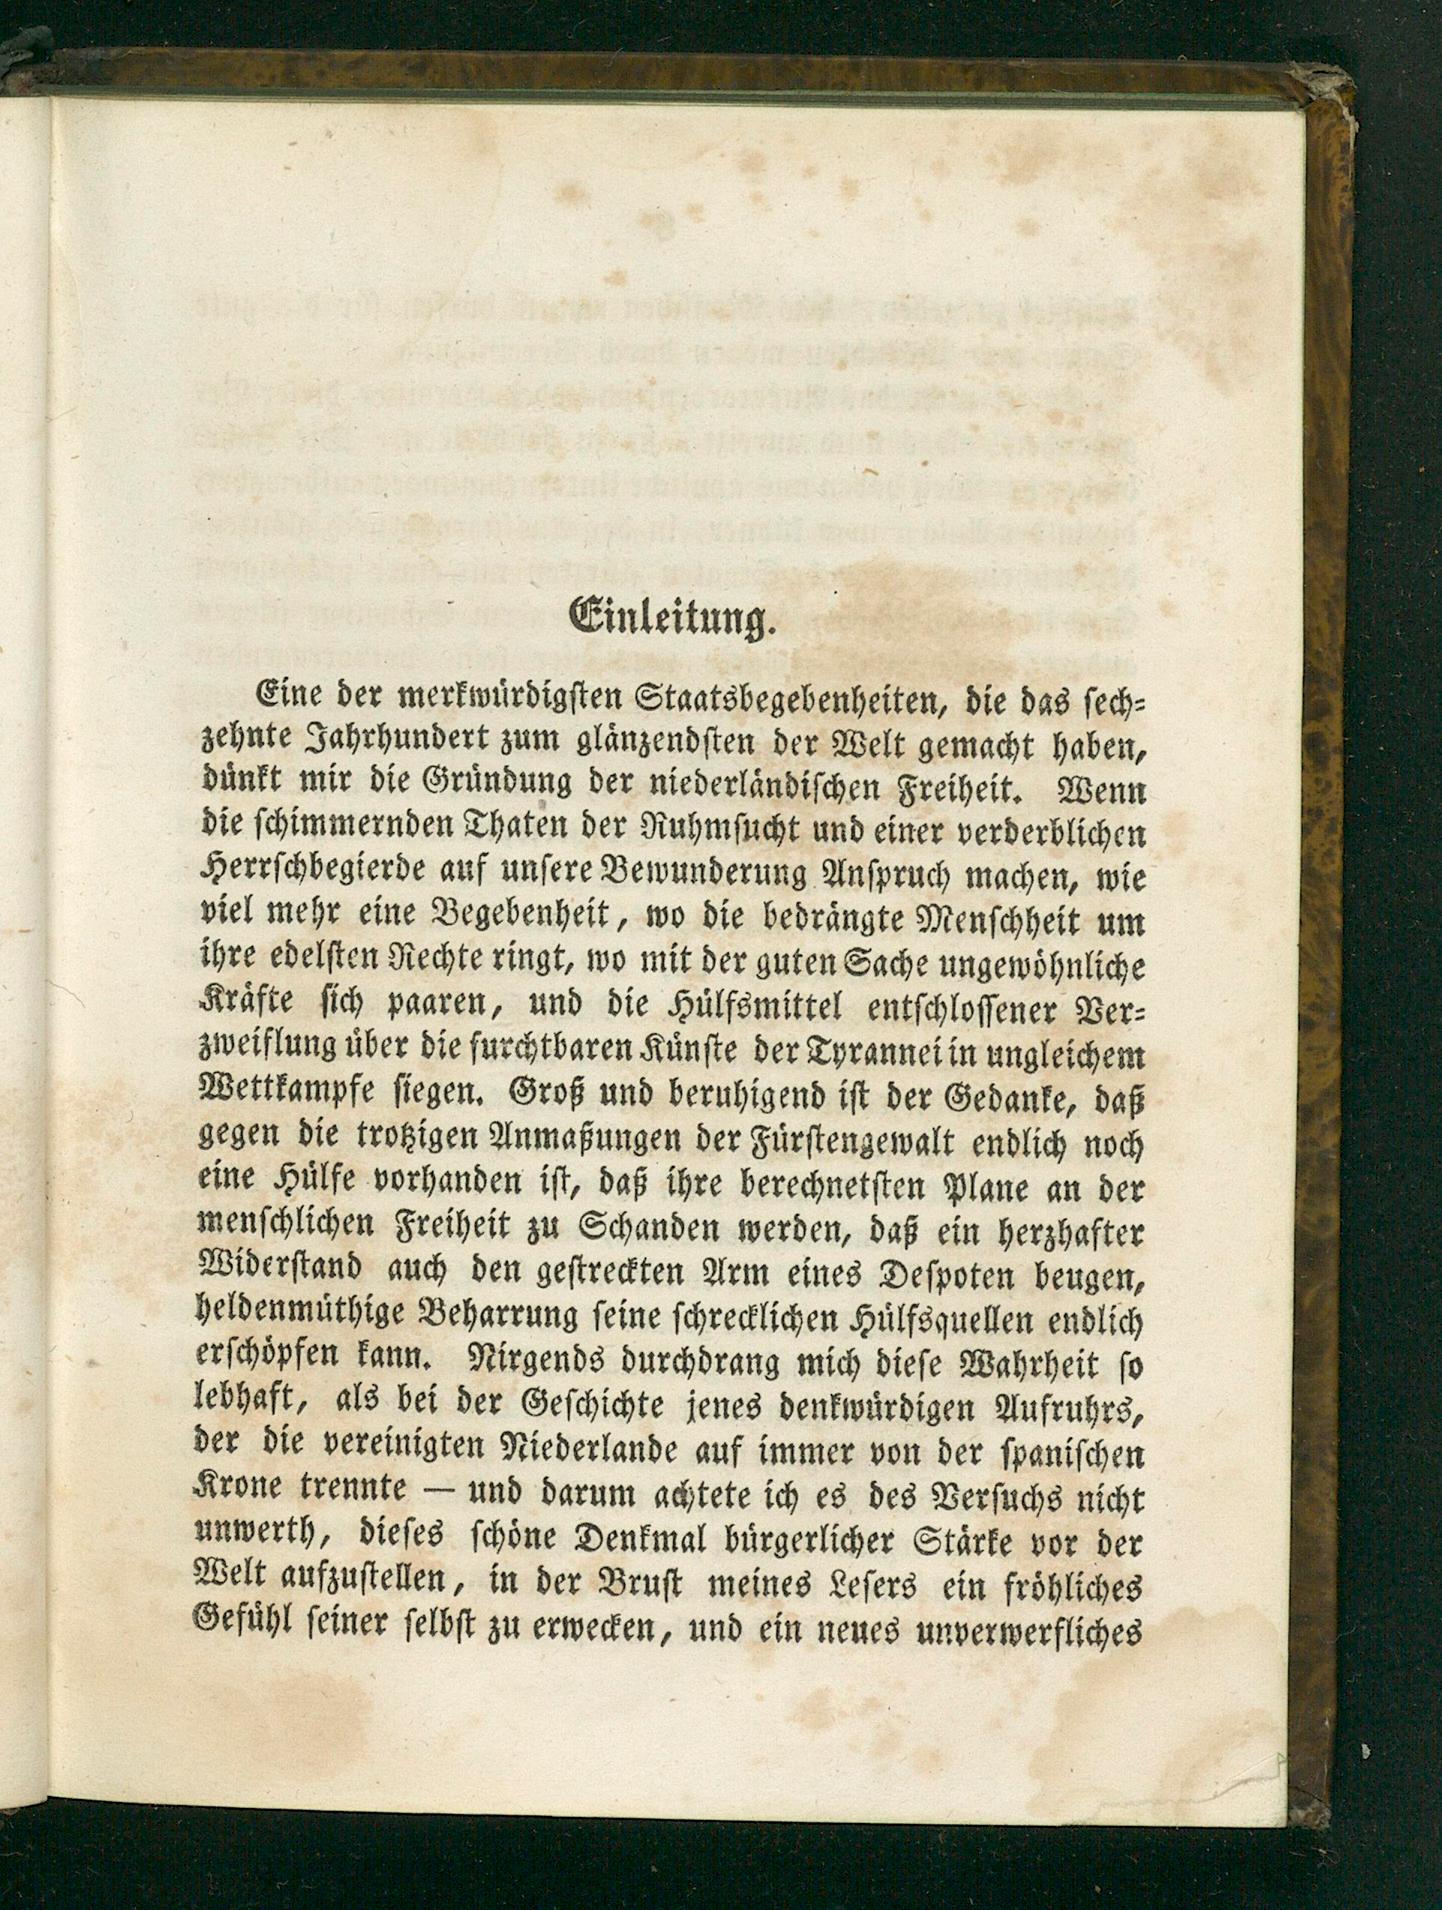 Einleitung.
Eine der merkwürdigsten Staatsbegebenheiten, die das sech-
zehnte Jahrhundert zum glänzendsten der Welt gemacht haben,
dünkt mir die Gründung der niederländischen Freiheit. Wenn
die schimmernden Thaten der Ruhmsucht und einer verderblichen
Herrschbegierde auf unsere Bewunderung Anspruch machen, wie
viel mehr eine Begebenheit, wo die bedrängte Menschheit um
ihre edelsten Rechte ringt, wo mit der guten Sache ungewöhnliche
Kräfte sich paaren, und die Hülfsmittel entschlossener Ver-
zweiflung über die furchtbaren Künste der Tyrannei in ungleichem
Wettkampfe siegen. Groß und beruhigend ist der Gedanke, daß
gegen die trotzigen Anmaßungen der Fürstengewalt endlich noch
eine Hülfe vorhanden ist, daß ihre berechnetsten Plane an der
menschlichen Freiheit zu Schanden werden, daß ein herzhafter
Widerstand auch den gestreckten Arm eines Despoten beugen,
heldenmüthige Beharrung seine schrecklichen Hülfsquellen endlich
erschöpfen kann. Nirgends durchdrang mich diese Wahrheit so
lebhaft, als bei der Geschichte jenes denkwürdigen Aufruhrs,
der die vereinigten Niederlande auf immer von der spanischen
Krone trennte — und darum achtete ich es des Versuchs nicht
unwerth, dieses schöne Denkmal bürgerlicher Stärke vor der
Welt aufzustellen, in der Brust meines Lesers ein fröhliches
Gefühl seiner selbst zu erwecken, und ein neues unverwerfliches